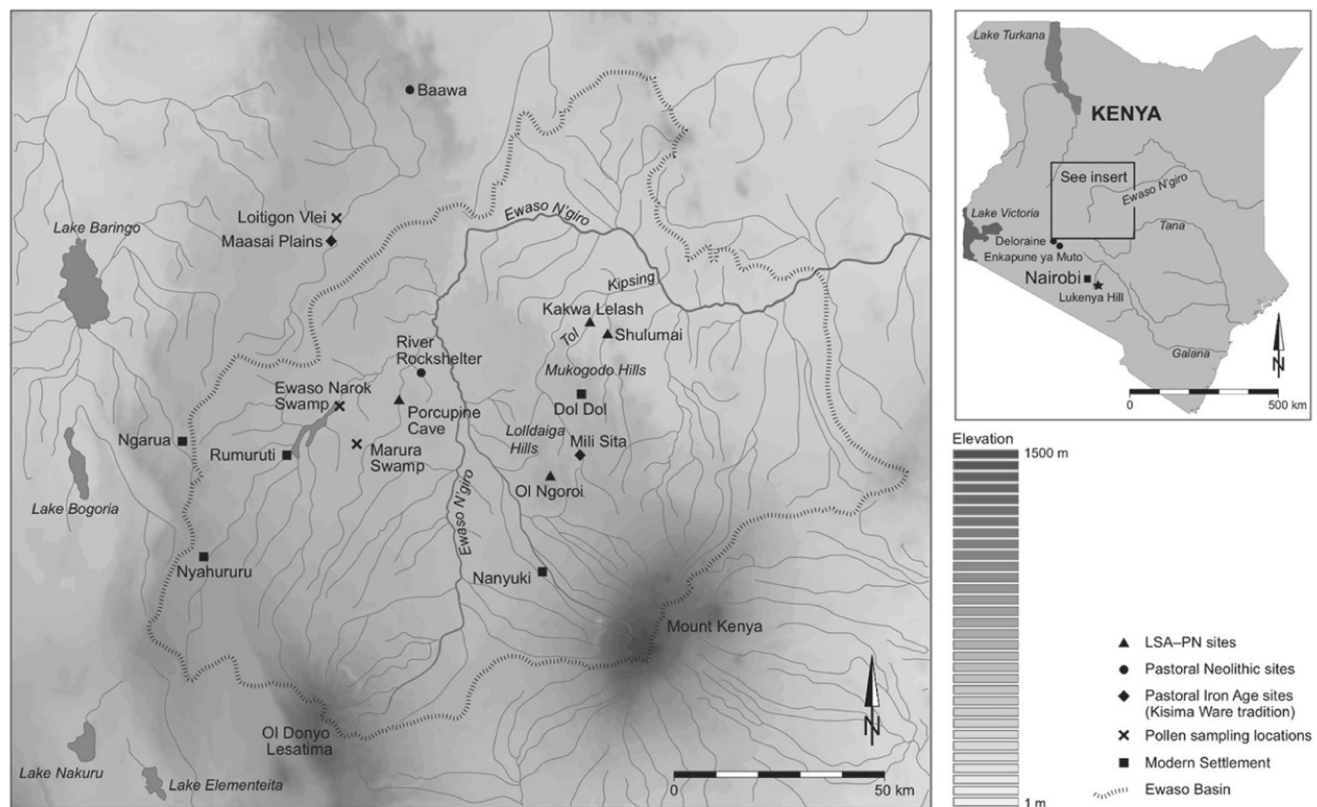 Baawa
Loitigon Vlei
Maasai Plains
Lake Baringo
Ewaso N'giro
Kipsing
Kakwa Lelash
Tol
Shulumai
River
Rockshelter
Mukogodo Hills
Ewaso Narok
Swamp
Dol Dol
Porcupine
Cave
Lolldaiga
Hills
Mili Sita
Ngarua
Rumuruti
Marura
Swamp
Ol Ngoroi
Lake Bogoria
Ewaso N'giro
Nyahururu
Nanyuki
Mount Kenya
Ol Donyo
Lesatima
N
Lake Nakuru
Lake Elementeita
0
50 km
Lake Turkana
KENYA
See insert
Ewaso N'giro
Lake Victoria
Tana
Deloraine
Enkapune ya Muto
Nairobi
Lukenya Hill
Galana
N
0
500 km
Elevation
1500 m
1 m
LSA–PN sites
Pastoral Neolithic sites
Pastoral Iron Age sites
(Kisima Ware tradition)
Pollen sampling locations
Modern Settlement
Ewaso Basin